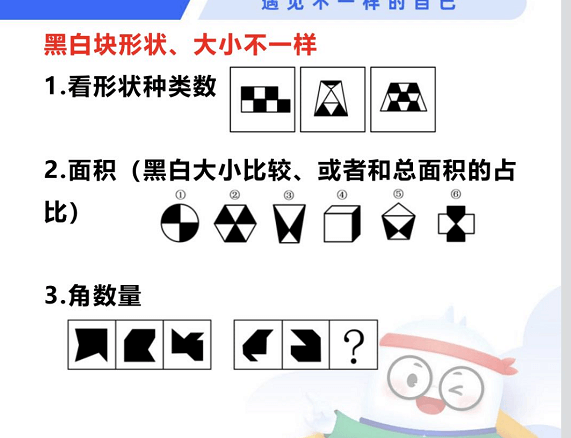 遇见不一样的自己
黑白块形状、大小不一样
1.看形状种类数
2.面积（黑白大小比较、或者和总面积的占
比）
① ② ③ ④ ⑤ ⑥
3.角数量
?